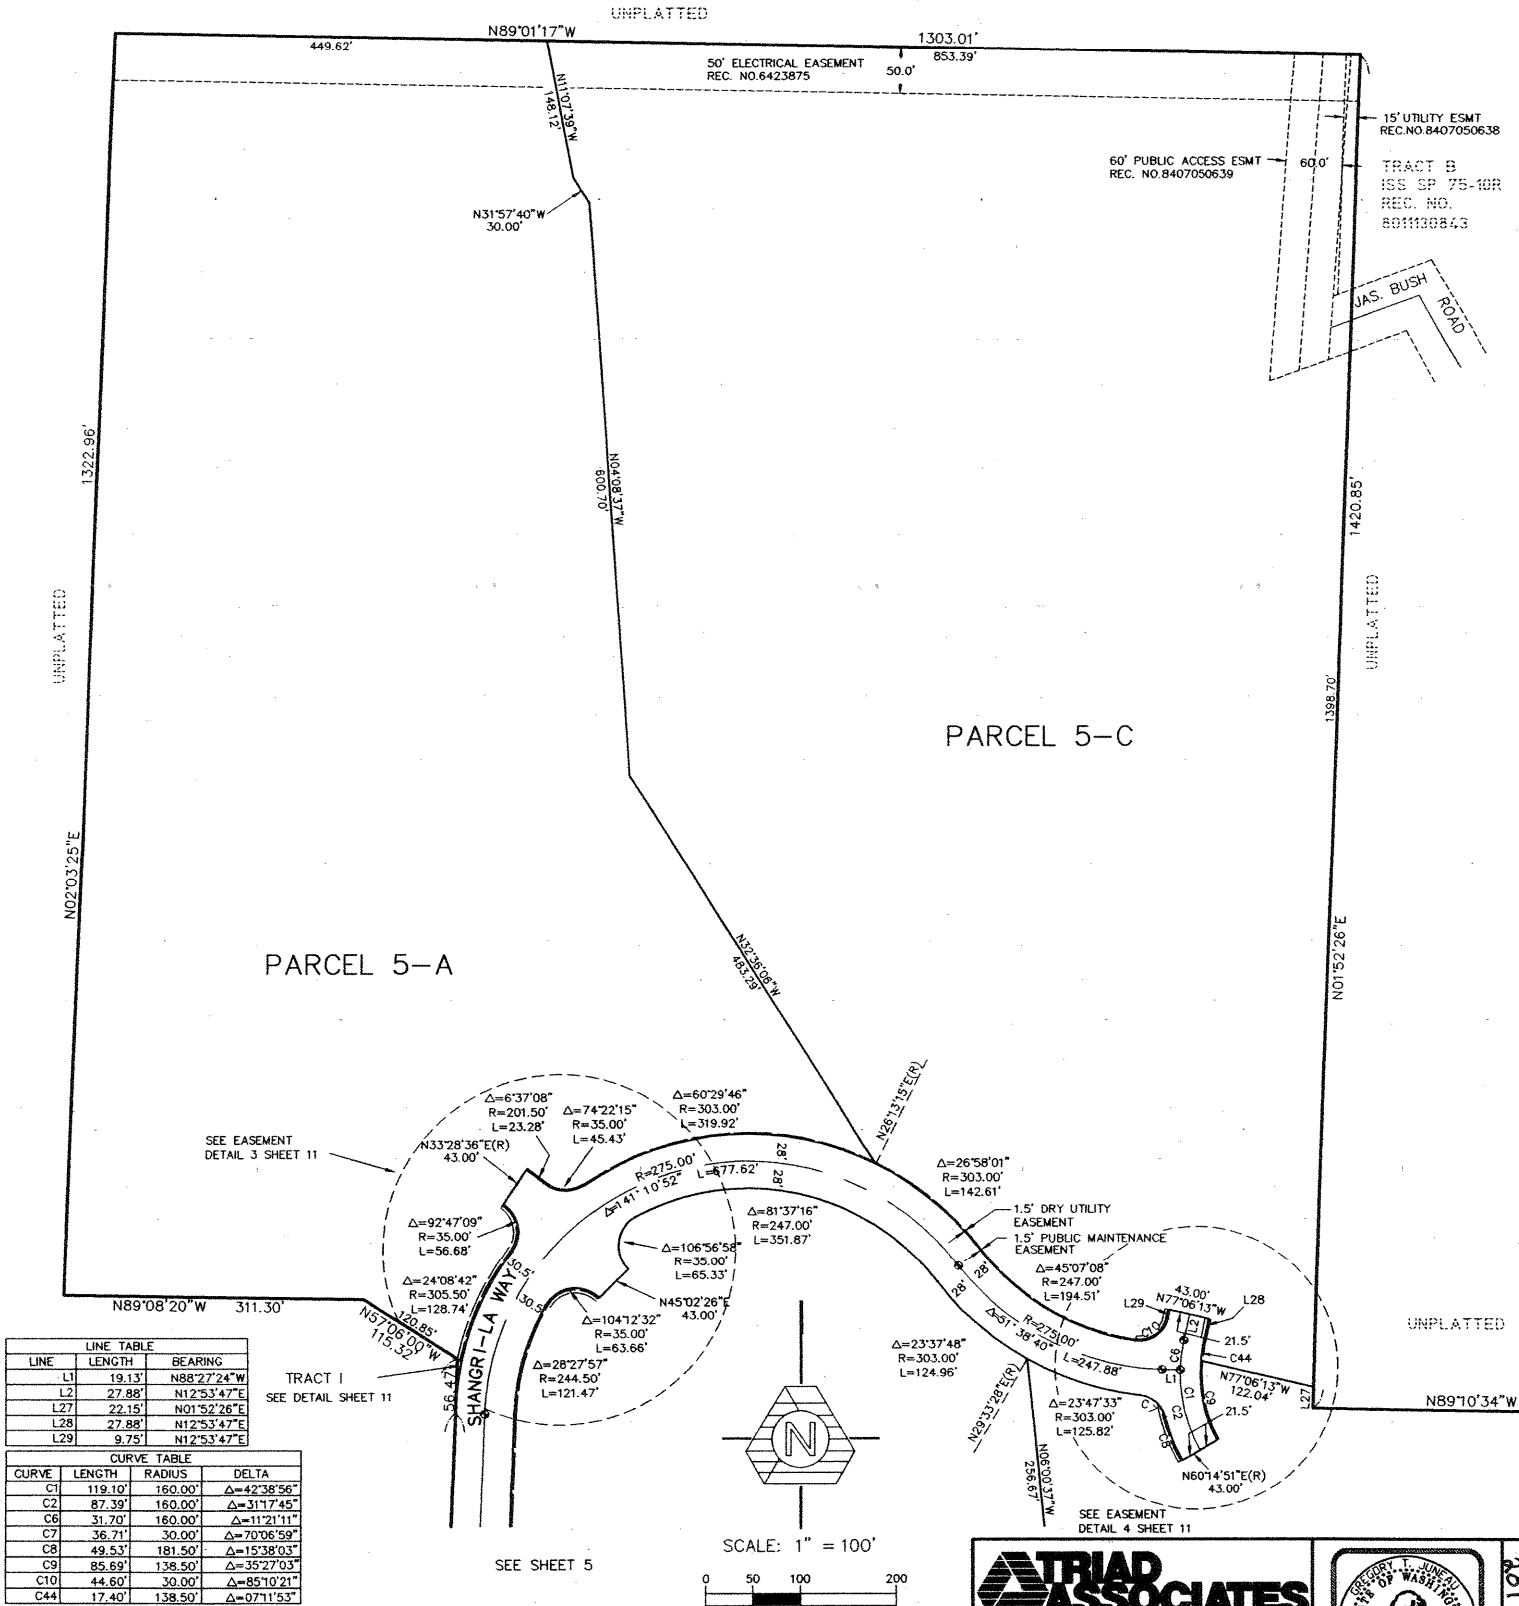 UNPLATTED
N89°01'17"W
1303.01'
449.62'
853.39'
50' ELECTRICAL EASEMENT
REC. NO.6423875
50.0'
N11°07'39"W
148.12'
15' UTILITY ESMT
REC.NO.8407050638
60' PUBLIC ACCESS ESMT
REC. NO.8407050639
60.0'
TRACT B
ISS SP 75-10R
REC. NO.
8011130843
N31°57'40"W
30.00'
JAS. BUSH
ROAD
1322.96'
N04°08'37"W
600.70'
1420.85'
UNPLATTED
UNPLATTED
1398.70'
PARCEL 5-C
N02°03'25"E
N32°36'06"W
483.29'
N01°52'26"E
PARCEL 5-A
N26°13'15"E(R)
SEE EASEMENT
DETAIL 3 SHEET 11
Δ=6°37'08"
R=201.50'
L=23.28'
Δ=74°22'15"
R=35.00'
L=45.43'
Δ=60°29'46"
R=303.00'
L=319.92'
N33°28'36"E(R)
43.00'
28'
28'
R=275.00'
L=677.62'
Δ=141°10'52"
Δ=26°58'01"
R=303.00'
L=142.61'
Δ=92°47'09"
R=35.00'
L=56.68'
Δ=81°37'16"
R=247.00'
L=351.87'
1.5' DRY UTILITY
EASEMENT
1.5' PUBLIC MAINTENANCE
EASEMENT
Δ=106°56'58"
R=35.00'
L=65.33'
30.5'
30.5'
Δ=24°08'42"
R=305.50'
L=128.74'
28'
28'
Δ=45°07'08"
R=247.00'
L=194.51'
43.00'
N77°06'13"W
L29
L28
N45°02'26"E
43.00'
N89°08'20"W 311.30'
120.85'
N57°06'00"W
115.32'
Δ=104°12'32"
R=35.00'
L=63.66'
R=275.00'
Δ=51°38'40"
L=247.88'
C10
L2
21.5'
C6
C44
UNPLATTED
Δ=23°37'48"
R=303.00'
L=124.96'
Δ=28°27'57"
R=244.50'
L=121.47'
TRACT I
SEE DETAIL SHEET 11
56.47'
SHANGRI-LA WAY
L1
N77°06'13"W
122.04'
L27
N89°10'34"W
C1
C9
C2
21.5'
C8
Δ=23°47'33"
R=303.00'
L=125.82'
N29°33'28"E(R)
N06°00'37"W
256.67'
N60°14'51"E(R)
43.00'
SEE EASEMENT
DETAIL 4 SHEET 11
LINE TABLE
LINE LENGTH BEARING
L1 19.13' N88°27'24"W
L2 27.88' N12°53'47"E
L27 22.15' N01°52'26"E
L28 27.88' N12°53'47"E
L29 9.75' N12°53'47"E
CURVE TABLE
CURVE LENGTH RADIUS DELTA
C1 119.10' 160.00' Δ=42°38'56"
C2 87.39' 160.00' Δ=31°17'45"
C6 31.70' 160.00' Δ=11°21'11"
C7 36.71' 30.00' Δ=70°06'59"
C8 49.53' 181.50' Δ=15°38'03"
C9 85.69' 138.50' Δ=35°27'03"
C10 44.60' 30.00' Δ=85°10'21"
C44 17.40' 138.50' Δ=07°11'53"
N
SEE SHEET 5
SCALE: 1" = 100'
0 50 100 200
TRIAD
ASSOCIATES
GREGORY T. JUNEAU